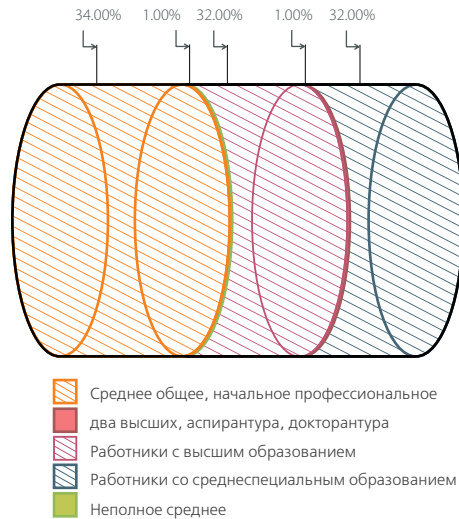 34.00% 1.00% 32.00% 1.00% 32.00%
Среднее общее, начальное профессиональное
два высших, аспирантура, докторантура
Работники с высшим образованием
Работники со среднеспециальным образованием
Неполное среднее